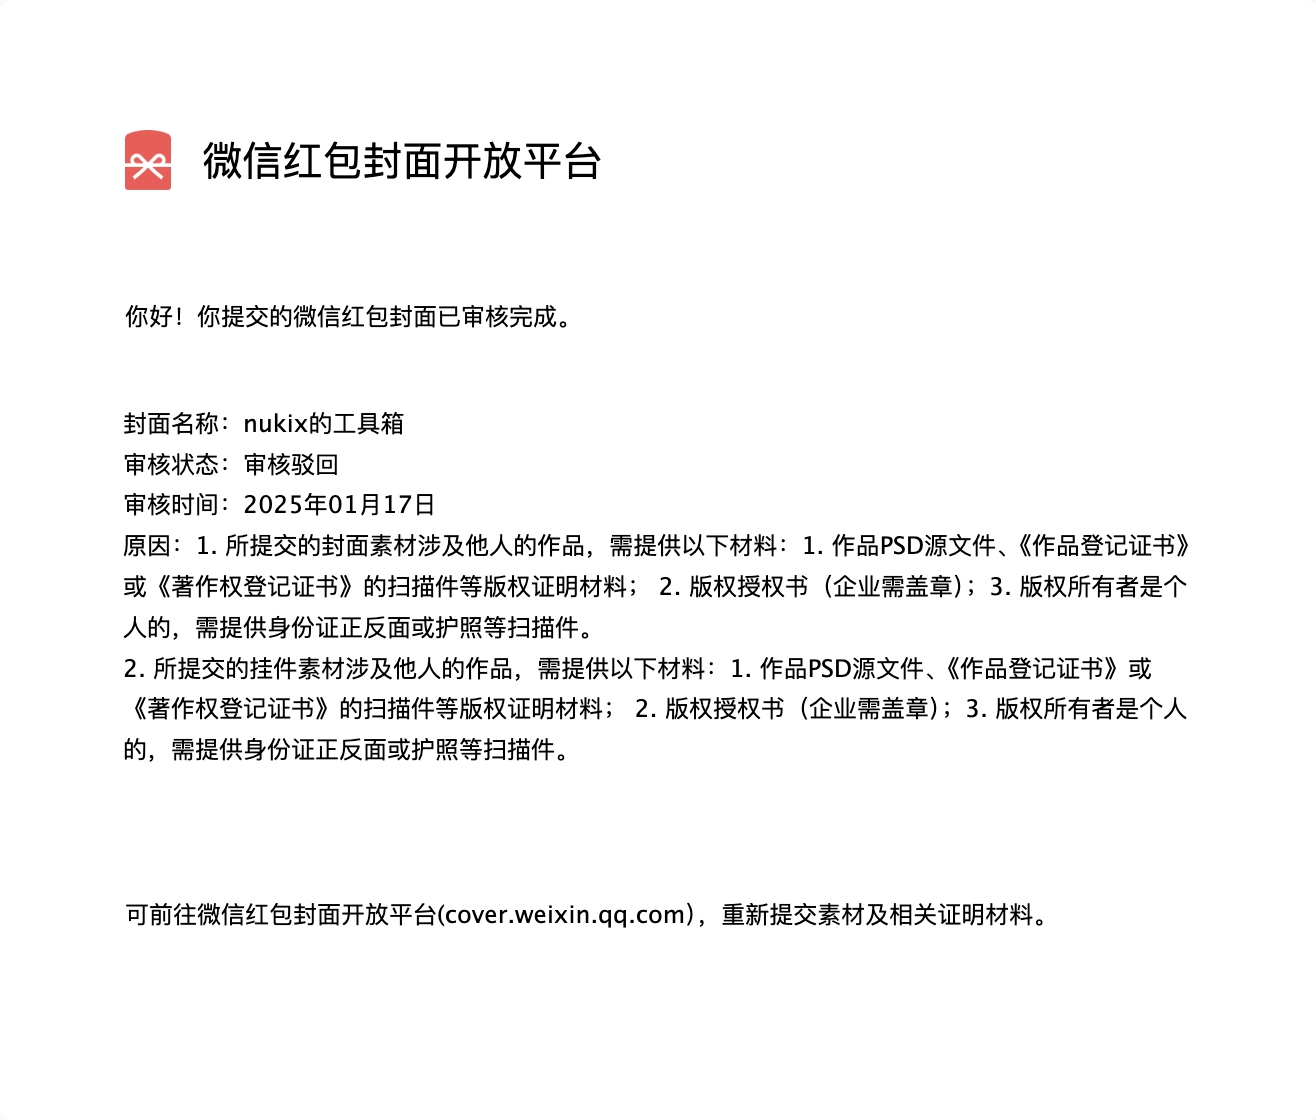 微信红包封面开放平台
你好！你提交的微信红包封面已审核完成。
封面名称：nukix的工具箱
审核状态：审核驳回
审核时间：2025年01月17日
原因：1. 所提交的封面素材涉及他人的作品，需提供以下材料：1. 作品PSD源文件、《作品登记证书》
或《著作权登记证书》的扫描件等版权证明材料； 2. 版权授权书（企业需盖章）；3. 版权所有者是个
人的，需提供身份证正反面或护照等扫描件。
2. 所提交的挂件素材涉及他人的作品，需提供以下材料：1. 作品PSD源文件、《作品登记证书》或
《著作权登记证书》的扫描件等版权证明材料； 2. 版权授权书（企业需盖章）；3. 版权所有者是个人
的，需提供身份证正反面或护照等扫描件。
可前往微信红包封面开放平台(cover.weixin.qq.com)，重新提交素材及相关证明材料。